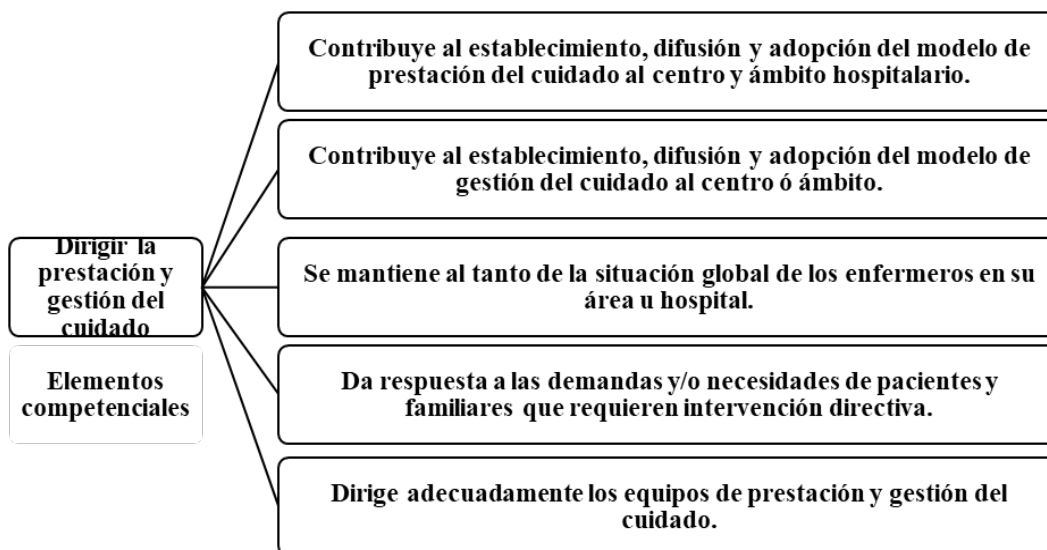 Contribuye al establecimiento, difusión y adopción del modelo de
prestación del cuidado al centro y ámbito hospitalario.
Contribuye al establecimiento, difusión y adopción del modelo de
gestión del cuidado al centro ó ámbito.
Dirigir la
prestación y
gestión del
cuidado
Se mantiene al tanto de la situación global de los enfermeros en su
área u hospital.
Elementos
competenciales
Da respuesta a las demandas y/o necesidades de pacientes y
familiares que requieren intervención directiva.
Dirige adecuadamente los equipos de prestación y gestión del
cuidado.